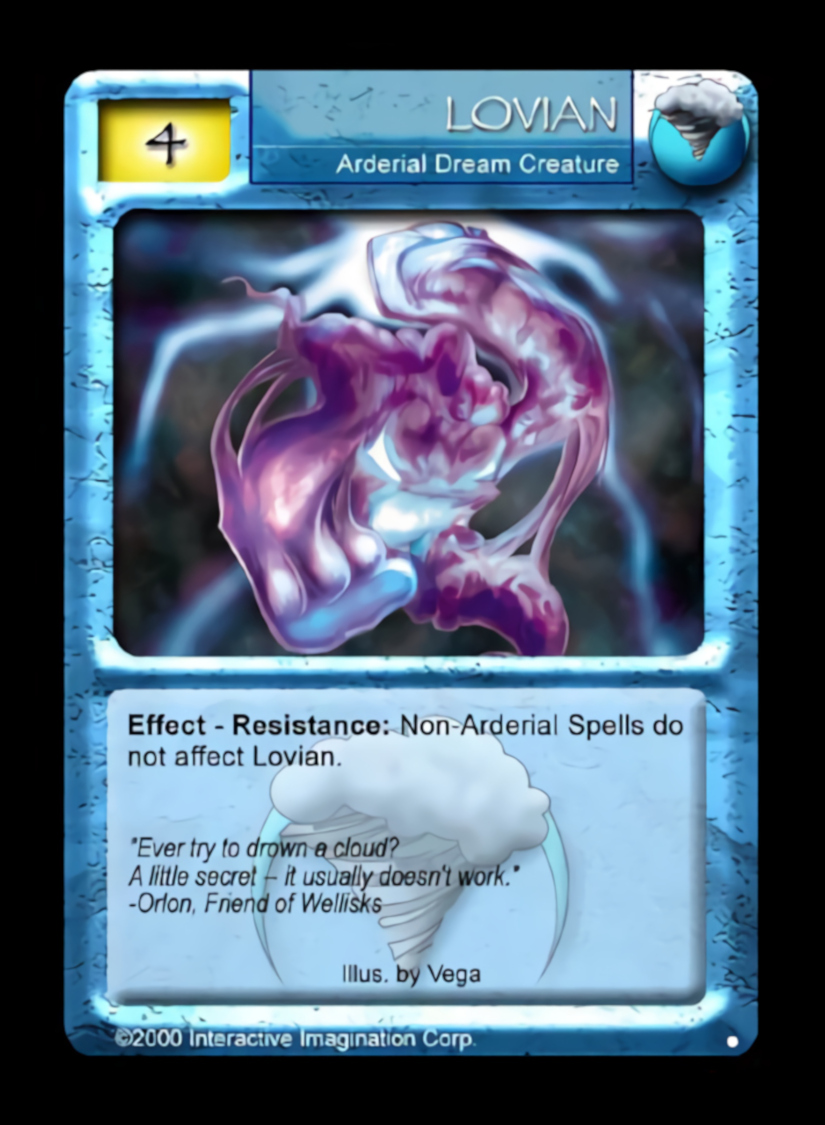 4
LOVIAN
Arderial Dream Creature
Effect - Resistance: Non-Arderial Spells do
not affect Lovian.
"Ever try to drown a cloud?
A little secret – it usually doesn't work."
-Orlon, Friend of Wellisks
Illus. by Vega
©2000 Interactive Imagination Corp.